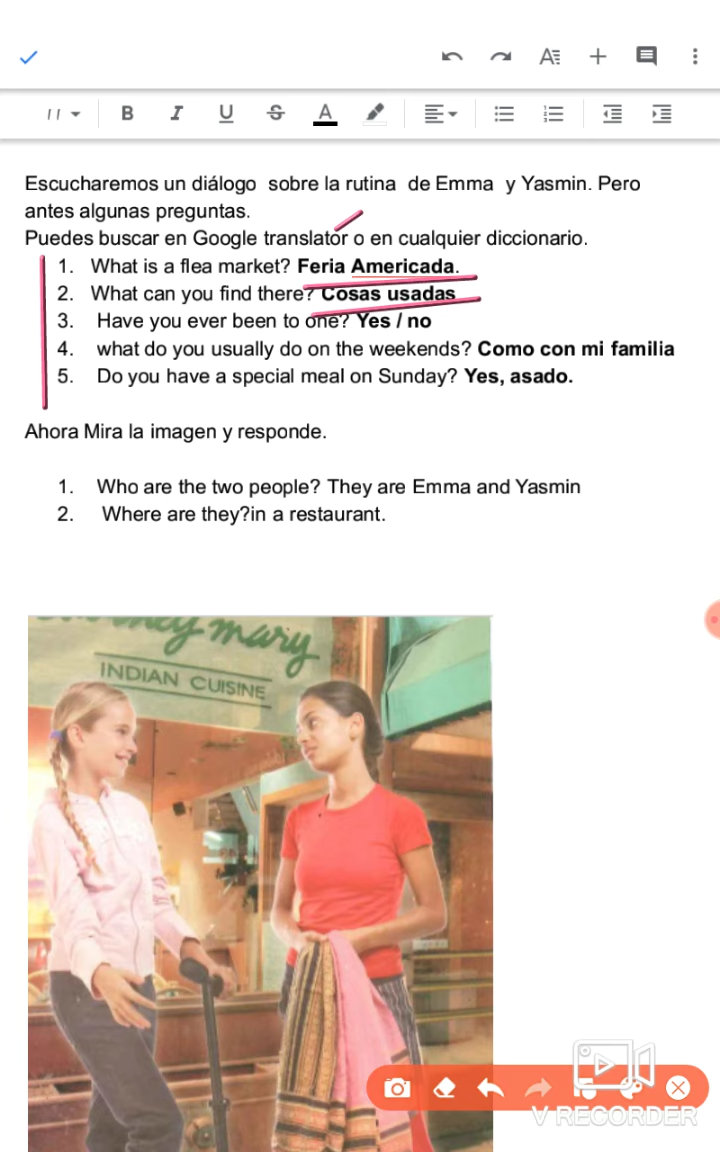 11
B I U S A
Escucharemos un diálogo sobre la rutina de Emma y Yasmin. Pero
antes algunas preguntas.
Puedes buscar en Google translator o en cualquier diccionario.
1. What is a flea market? Feria Americada.
2. What can you find there? Cosas usadas
3. Have you ever been to one? Yes / no
4. what do you usually do on the weekends? Como con mi familia
5. Do you have a special meal on Sunday? Yes, asado.
Ahora Mira la imagen y responde.
1. Who are the two people? They are Emma and Yasmin
2. Where are they?in a restaurant.
mary
INDIAN CUISINE
V RECORDER